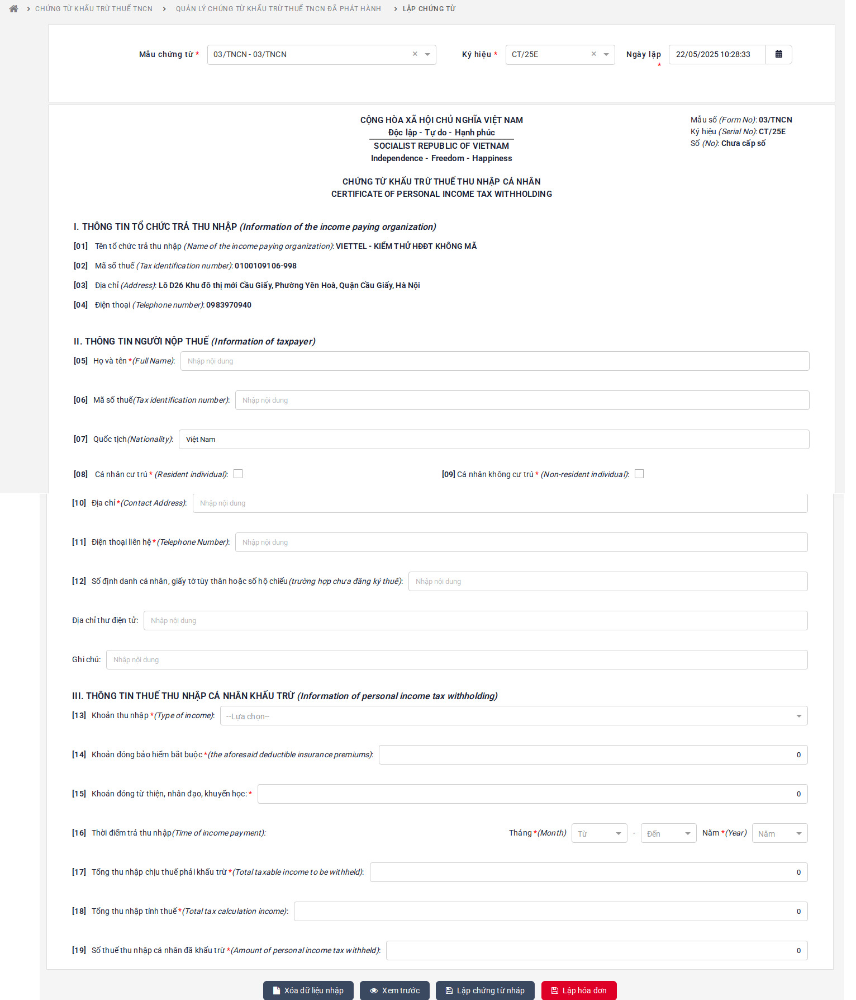 CHỨNG TỪ KHẤU TRỪ THUẾ TNCN > QUẢN LÝ CHỨNG TỪ KHẤU TRỪ THUẾ TNCN ĐÃ PHÁT HÀNH > LẬP CHỨNG TỪ
Mẫu chứng từ * 03/TNCN - 03/TNCN × Ký hiệu * CT/25E × Ngày lập * 22/05/2025 10:28:33
CỘNG HÒA XÃ HỘI CHỦ NGHĨA VIỆT NAM
Độc lập - Tự do - Hạnh phúc
SOCIALIST REPUBLIC OF VIETNAM
Independence - Freedom - Happiness
Mẫu số (Form No): 03/TNCN
Ký hiệu (Serial No): CT/25E
Số (No): Chưa cấp số
CHỨNG TỪ KHẤU TRỪ THUẾ THU NHẬP CÁ NHÂN
CERTIFICATE OF PERSONAL INCOME TAX WITHHOLDING
I. THÔNG TIN TỔ CHỨC TRẢ THU NHẬP (Information of the income paying organization)
[01] Tên tổ chức trả thu nhập (Name of the income paying organization): VIETTEL - KIỂM THỬ HĐĐT KHÔNG MÃ
[02] Mã số thuế (Tax identification number): 0100109106-998
[03] Địa chỉ (Address): Lô D26 Khu đô thị mới Cầu Giấy, Phường Yên Hoà, Quận Cầu Giấy, Hà Nội
[04] Điện thoại (Telephone number): 0983970940
II. THÔNG TIN NGƯỜI NỘP THUẾ (Information of taxpayer)
[05] Họ và tên *(Full Name): Nhập nội dung
[06] Mã số thuế(Tax identification number): Nhập nội dung
[07] Quốc tịch(Nationality): Việt Nam
[08] Cá nhân cư trú * (Resident individual): [09] Cá nhân không cư trú * (Non-resident individual):
[10] Địa chỉ *(Contact Address): Nhập nội dung
[11] Điện thoại liên hệ *(Telephone Number): Nhập nội dung
[12] Số định danh cá nhân, giấy tờ tùy thân hoặc số hộ chiếu(trường hợp chưa đăng ký thuế): Nhập nội dung
Địa chỉ thư điện tử: Nhập nội dung
Ghi chú: Nhập nội dung
III. THÔNG TIN THUẾ THU NHẬP CÁ NHÂN KHẤU TRỪ (Information of personal income tax withholding)
[13] Khoản thu nhập *(Type of income): --Lựa chọn--
[14] Khoản đóng bảo hiểm bắt buộc *(the aforesaid deductible insurance premiums): 0
[15] Khoản đóng từ thiện, nhân đạo, khuyến học: * 0
[16] Thời điểm trả thu nhập(Time of income payment): Tháng *(Month) Từ - Đến Năm *(Year) Năm
[17] Tổng thu nhập chịu thuế phải khấu trừ *(Total taxable income to be withheld): 0
[18] Tổng thu nhập tính thuế *(Total tax calculation income): 0
[19] Số thuế thu nhập cá nhân đã khấu trừ *(Amount of personal income tax withheld): 0
Xóa dữ liệu nhập Xem trước Lập chứng từ nháp Lập hóa đơn